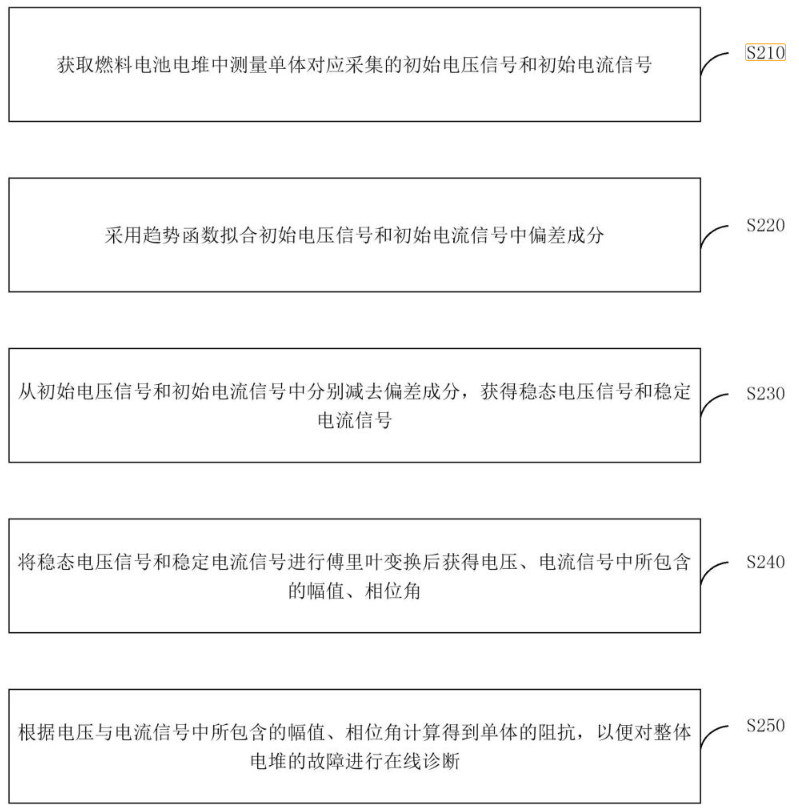 获取燃料电池电堆中测量单体对应采集的初始电压信号和初始电流信号
S210
采用趋势函数拟合初始电压信号和初始电流信号中偏差成分
S220
从初始电压信号和初始电流信号中分别减去偏差成分，获得稳态电压信号和稳定
电流信号
S230
将稳态电压信号和稳定电流信号进行傅里叶变换后获得电压、电流信号中所包含
的幅值、相位角
S240
根据电压与电流信号中所包含的幅值、相位角计算得到单体的阻抗，以便对整体
电堆的故障进行在线诊断
S250